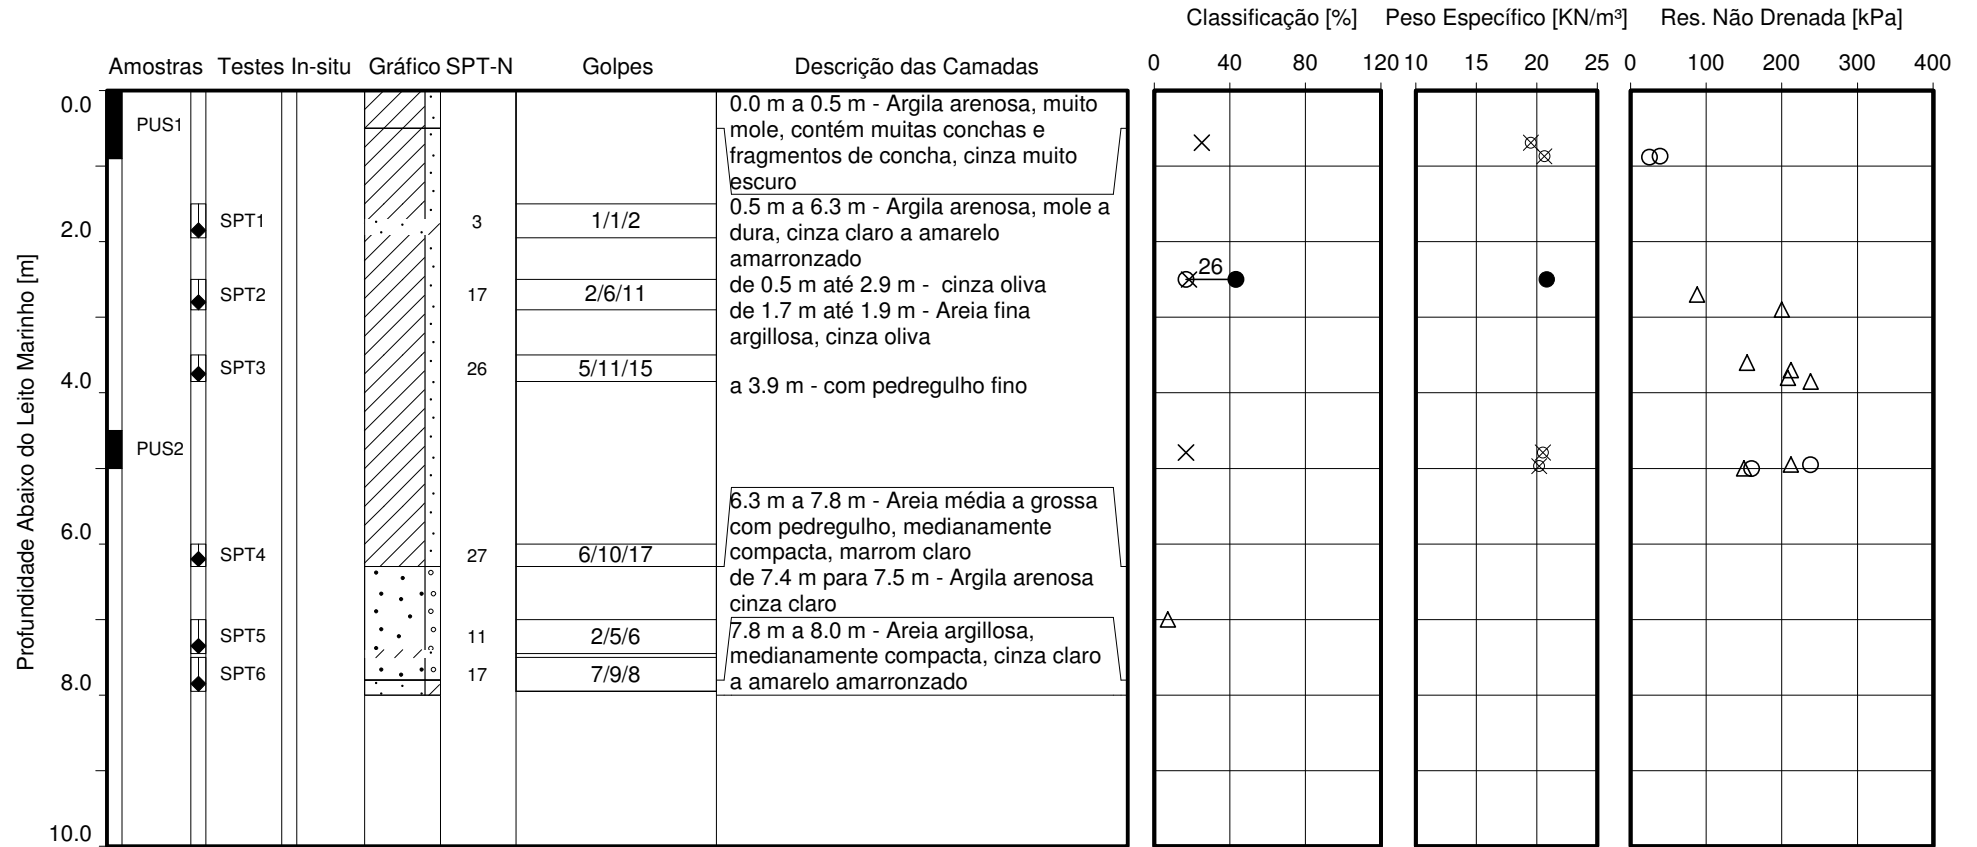 Classificação [%] Peso Específico [KN/m³] Res. Não Drenada [kPa]
Amostras Testes In-situ Gráfico SPT-N Golpes Descrição das Camadas
0 40 80 120 10 15 20 25 0 100 200 300 400
Profundidade Abaixo do Leito Marinho [m]
0.0
PUS1
0.0 m a 0.5 m - Argila arenosa, muito
mole, contém muitas conchas e
fragmentos de concha, cinza muito
escuro
2.0
SPT1 3 1/1/2
0.5 m a 6.3 m - Argila arenosa, mole a
dura, cinza claro a amarelo
amarronzado
SPT2 17 2/6/11
de 0.5 m até 2.9 m -  cinza oliva
de 1.7 m até 1.9 m - Areia fina
argillosa, cinza oliva
26
SPT3 26 5/11/15
4.0
a 3.9 m - com pedregulho fino
PUS2
6.0
SPT4 27 6/10/17
6.3 m a 7.8 m - Areia média a grossa
com pedregulho, medianamente
compacta, marrom claro
de 7.4 m para 7.5 m - Argila arenosa
cinza claro
SPT5 11 2/5/6
SPT6 17 7/9/8
7.8 m a 8.0 m - Areia argillosa,
medianamente compacta, cinza claro
a amarelo amarronzado
8.0
10.0